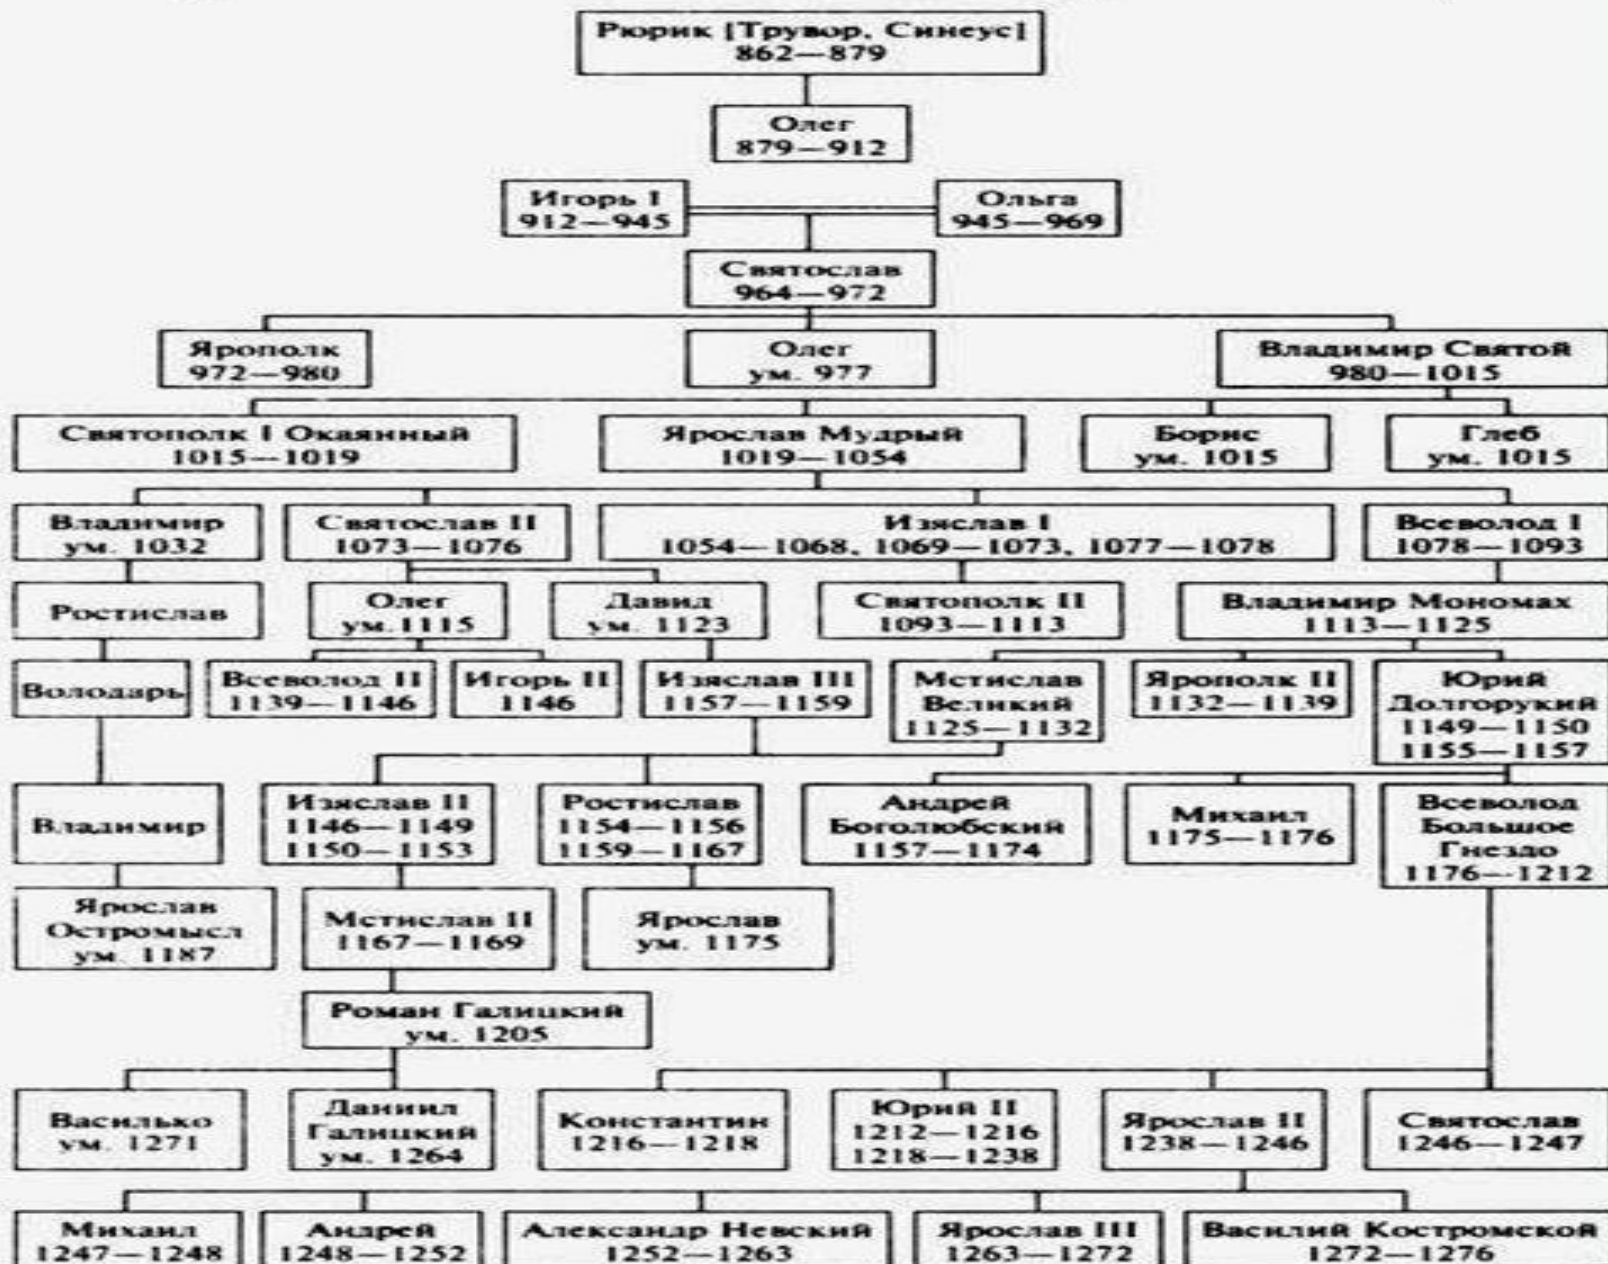 Рюрик [Трувор, Синеус]
862—879
Олег
879—912
Игорь I
912—945
Ольга
945—969
Святослав
964—972
Ярополк
972—980
Олег
ум. 977
Владимир Святой
980—1015
Святополк I Окаянный
1015—1019
Ярослав Мудрый
1019—1054
Борис
ум. 1015
Глеб
ум. 1015
Владимир
ум. 1032
Святослав II
1073—1076
Изяслав I
1054—1068, 1069—1073, 1077—1078
Всеволод I
1078—1093
Ростислав
Олег
ум. 1115
Давид
ум. 1123
Святополк II
1093—1113
Владимир Мономах
1113—1125
Володарь
Всеволод II
1139—1146
Игорь II
1146
Изяслав III
1157—1159
Мстислав
Великий
1125—1132
Ярополк II
1132—1139
Юрий
Долгорукий
1149—1150
1155—1157
Владимир
Изяслав II
1146—1149
1150—1153
Ростислав
1154—1156
1159—1167
Андрей
Боголюбский
1157—1174
Михаил
1175—1176
Всеволод
Большое
Гнездо
1176—1212
Ярослав
Остромысл
ум. 1187
Мстислав II
1167—1169
Ярослав
ум. 1175
Роман Галицкий
ум. 1205
Василько
ум. 1271
Даниил
Галицкий
ум. 1264
Константин
1216—1218
Юрий II
1212—1216
1218—1238
Ярослав II
1238—1246
Святослав
1246—1247
Михаил
1247—1248
Андрей
1248—1252
Александр Невский
1252—1263
Ярослав III
1263—1272
Василий Костромской
1272—1276